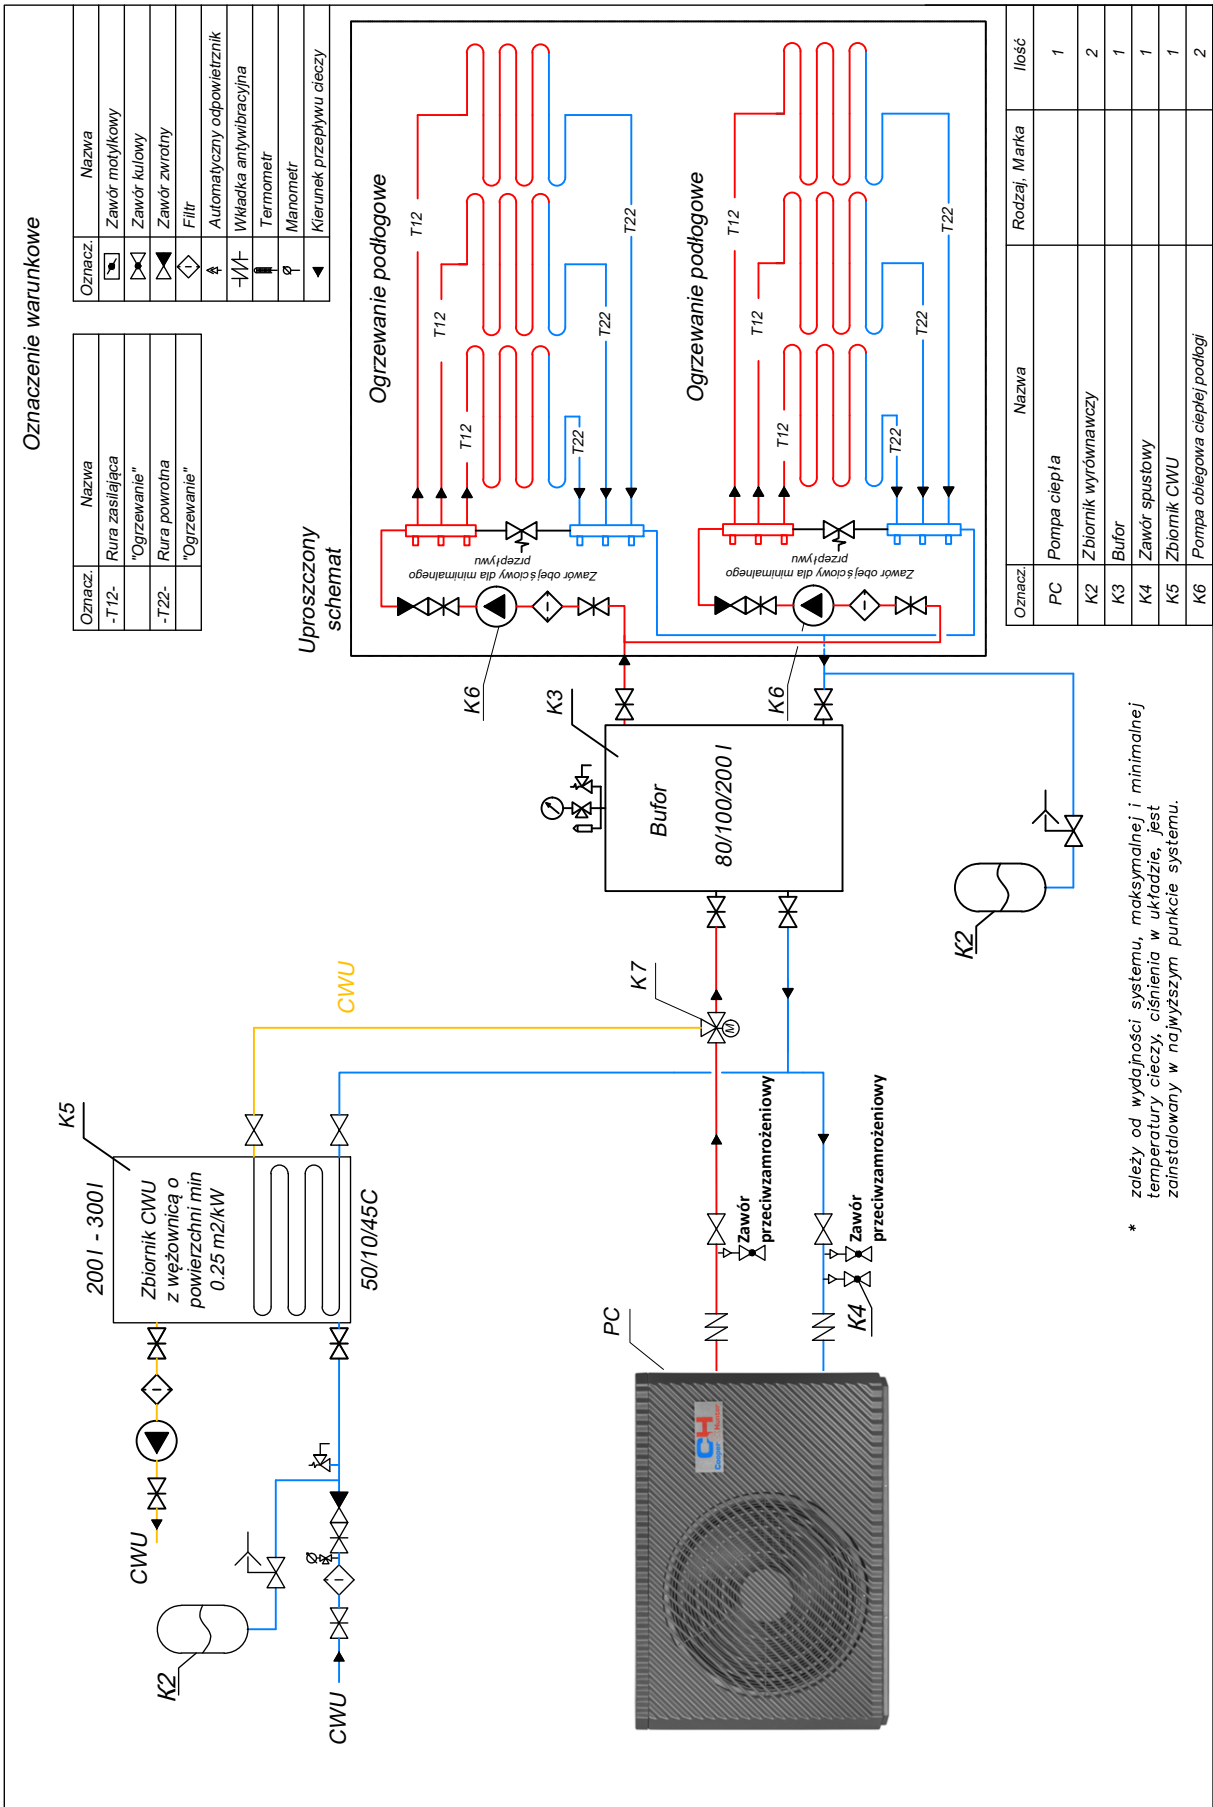 Oznaczenie warunkowe
Oznacz. Nazwa
-T12- Rura zasilająca
"Ogrzewanie"
-T22- Rura powrotna
"Ogrzewanie"
Oznacz. Nazwa
Zawór motylkowy
Zawór kulowy
Zawór zwrotny
Filtr
Automatyczny odpowietrznik
Wkładka antywibracyjna
Termometr
Manometr
Kierunek przepływu cieczy
Uproszczony
schemat
Ogrzewanie podłogowe
T12
T12
T12
T22
T22
T22
Zawór obejściowy dla minimalnego
przepływu
K6
Ogrzewanie podłogowe
T12
T12
T12
T22
T22
T22
Zawór obejściowy dla minimalnego
przepływu
K6
K3
Bufor
80/100/200 l
K2
K7
M
CWU
K5
200 l - 300 l
Zbiornik CWU
z wężownicą o
powierzchni min
0.25 m2/kW
50/10/45C
CWU
K2
CWU
Zawór
przeciwzamrożeniowy
Zawór
przeciwzamrożeniowy
K4
PC
CH
Cooper Hunter
* zależy od wydajności systemu, maksymalnej i minimalnej
temperatury cieczy, ciśnienia w układzie, jest
zainstalowany w najwyższym punkcie systemu.
Oznacz. Nazwa Rodzaj, Marka Ilość
PC Pompa ciepła 1
K2 Zbiornik wyrównawczy 2
K3 Bufor 1
K4 Zawór spustowy 1
K5 Zbiornik CWU 1
K6 Pompa obiegowa ciepłej podłogi 2